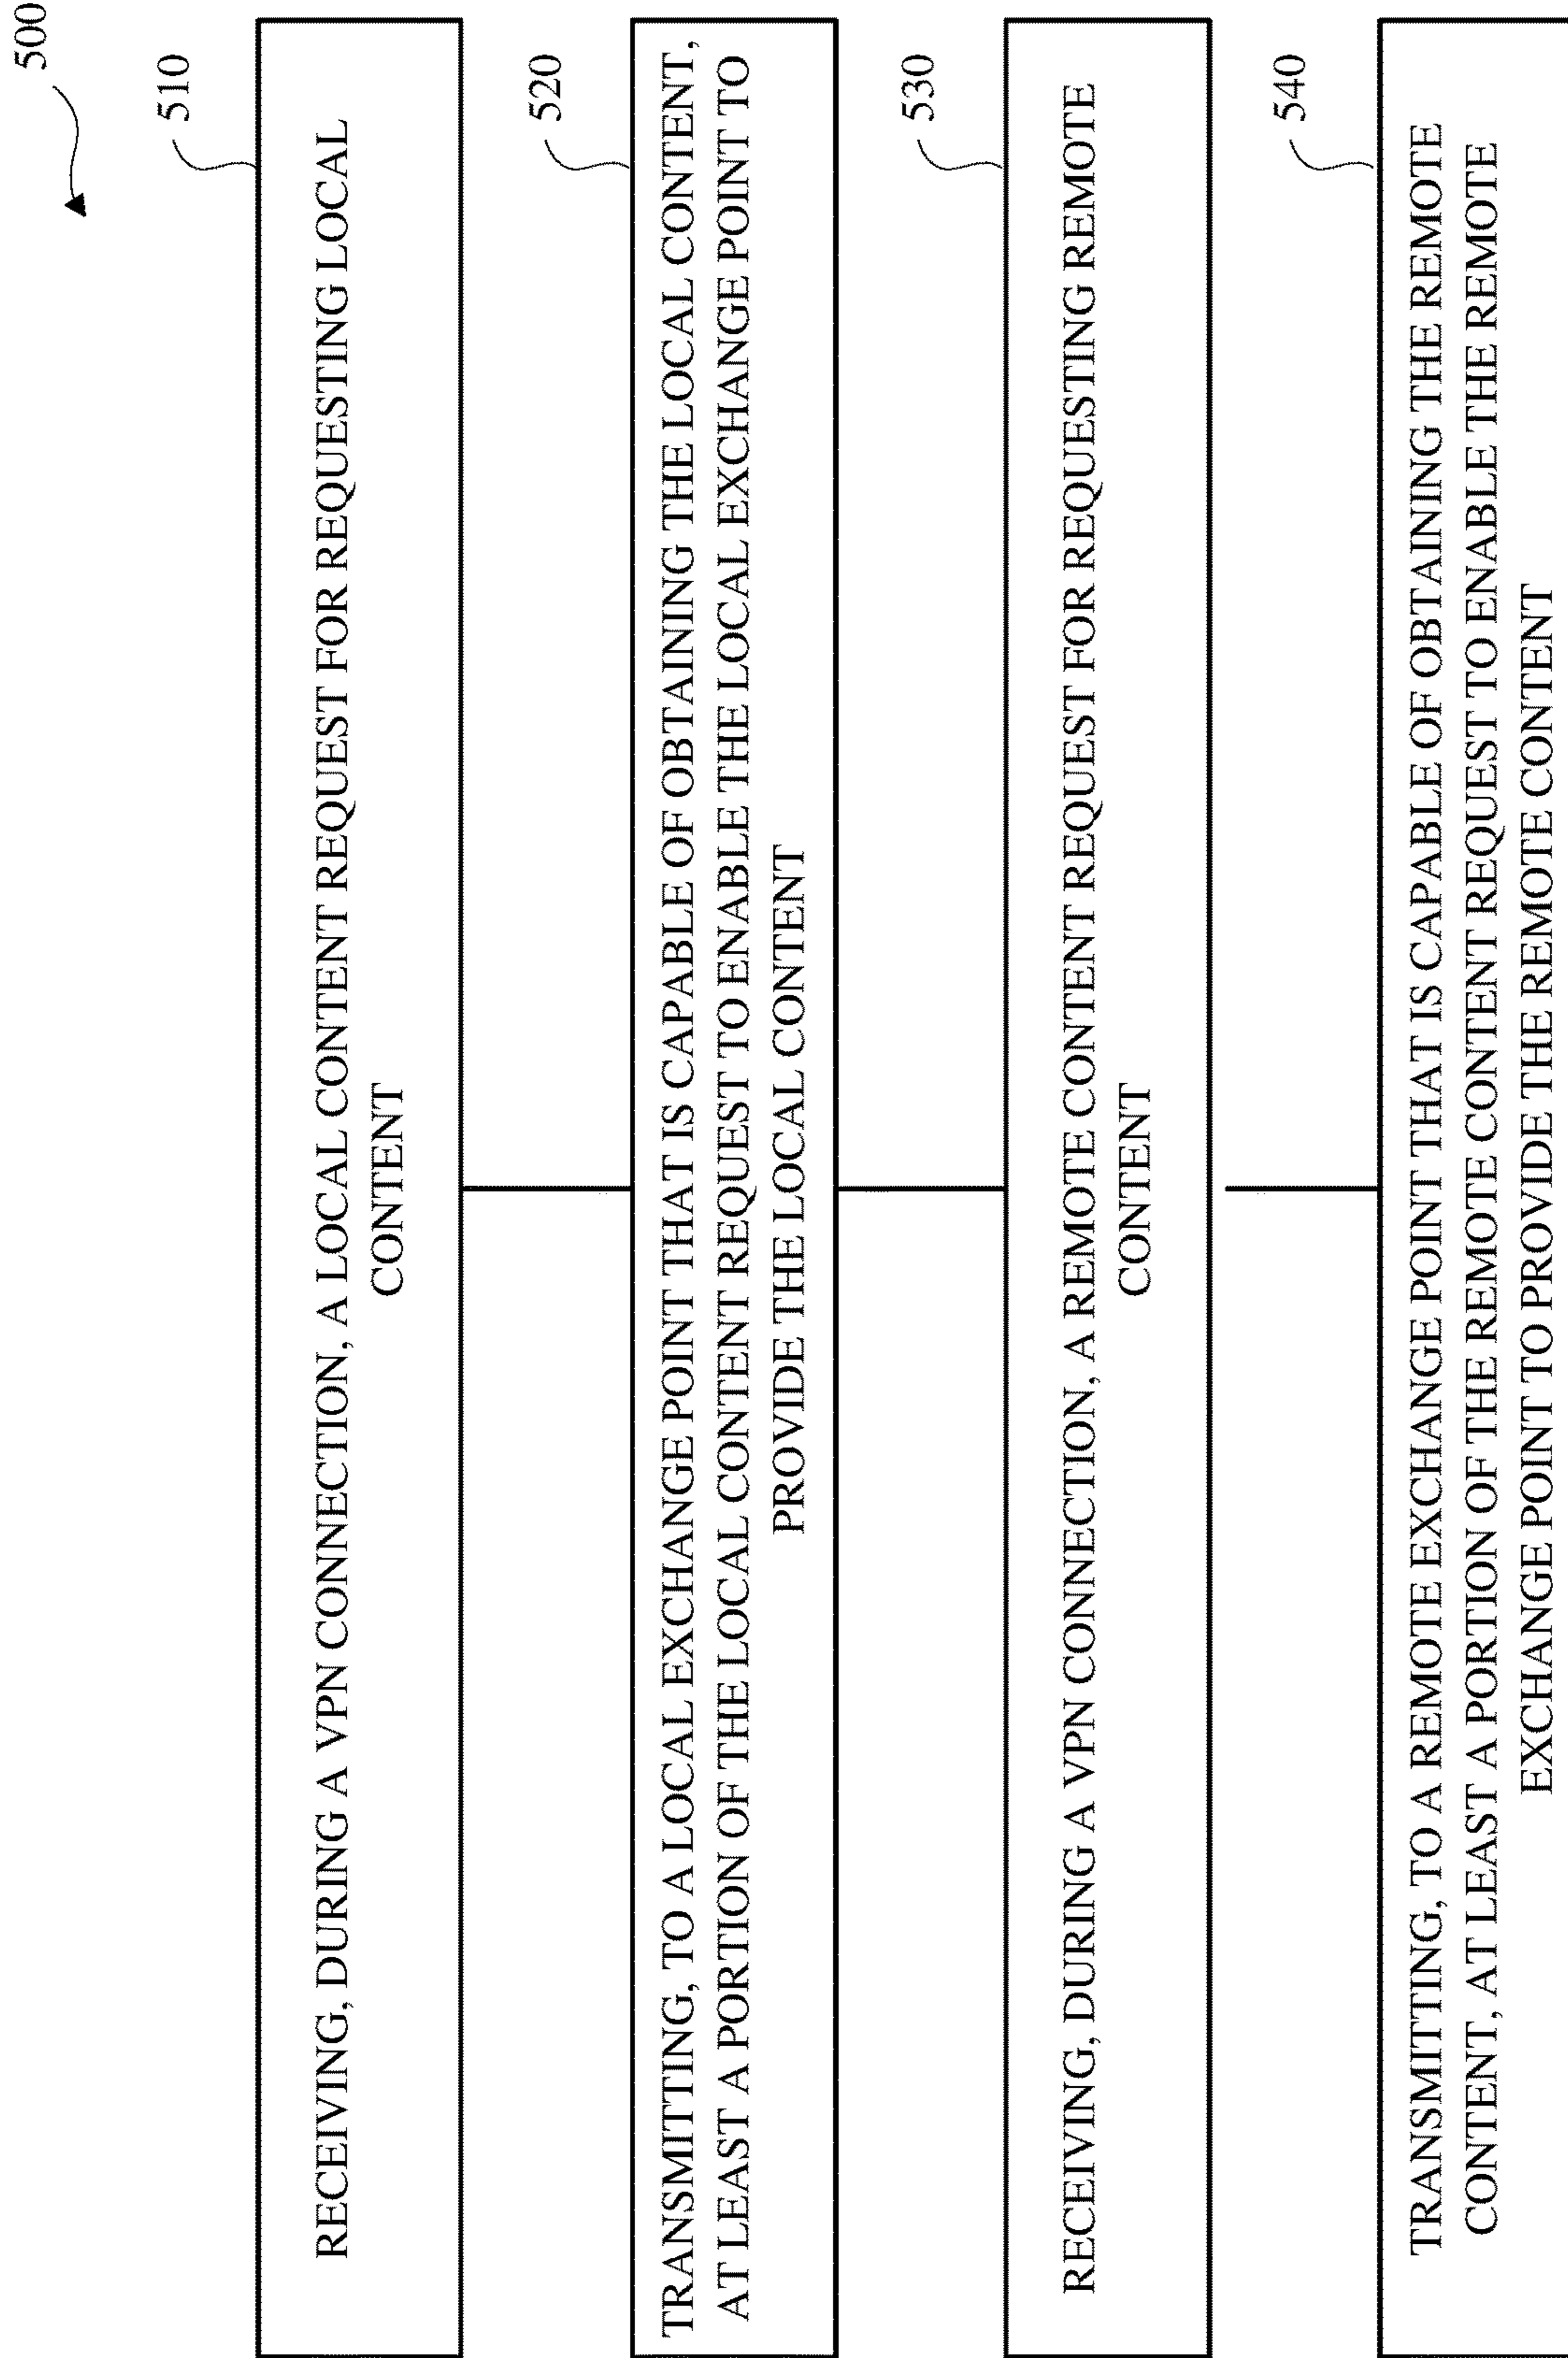 500
510
RECEIVING, DURING A VPN CONNECTION, A LOCAL CONTENT REQUEST FOR REQUESTING LOCAL
CONTENT
520
TRANSMITTING, TO A LOCAL EXCHANGE POINT THAT IS CAPABLE OF OBTAINING THE LOCAL CONTENT,
AT LEAST A PORTION OF THE LOCAL CONTENT REQUEST TO ENABLE THE LOCAL EXCHANGE POINT TO
PROVIDE THE LOCAL CONTENT
530
RECEIVING, DURING A VPN CONNECTION, A REMOTE CONTENT REQUEST FOR REQUESTING REMOTE
CONTENT
540
TRANSMITTING, TO A REMOTE EXCHANGE POINT THAT IS CAPABLE OF OBTAINING THE REMOTE
CONTENT, AT LEAST A PORTION OF THE REMOTE CONTENT REQUEST TO ENABLE THE REMOTE
EXCHANGE POINT TO PROVIDE THE REMOTE CONTENT